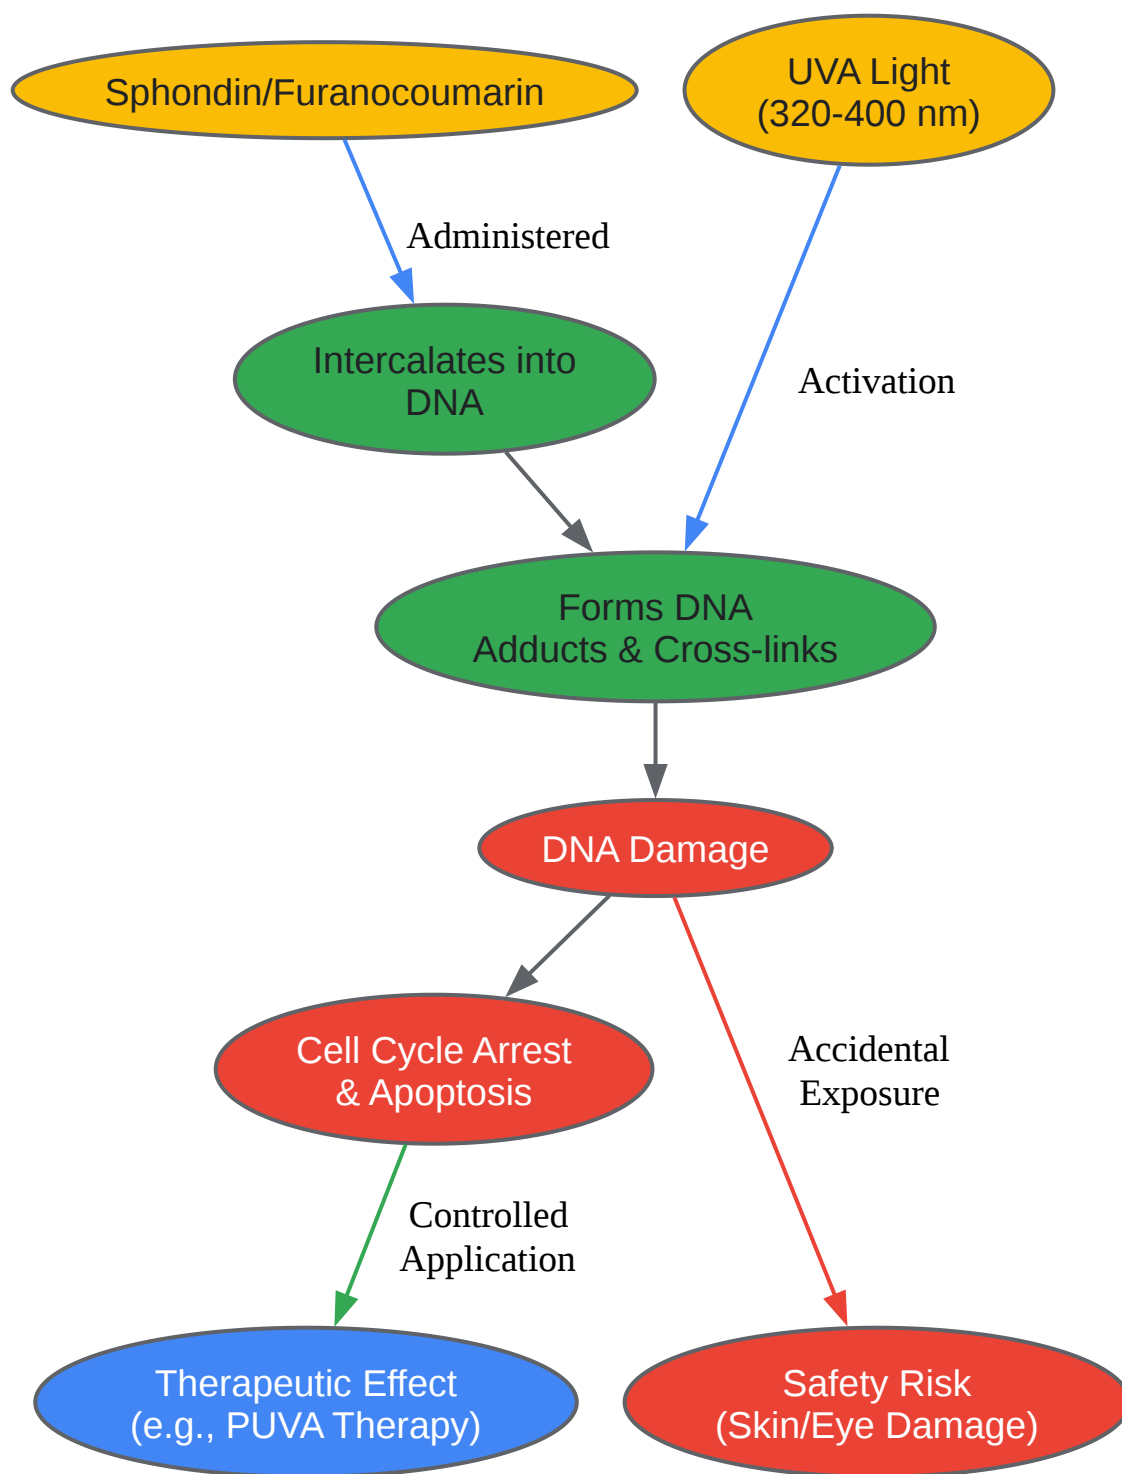 Sphondin/Furanocoumarin
UVA Light
(320-400 nm)
Administered
Intercalates into
DNA
Activation
Forms DNA
Adducts & Cross-links
DNA Damage
Cell Cycle Arrest
& Apoptosis
Accidental
Exposure
Controlled
Application
Therapeutic Effect
(e.g., PUVA Therapy)
Safety Risk
(Skin/Eye Damage)